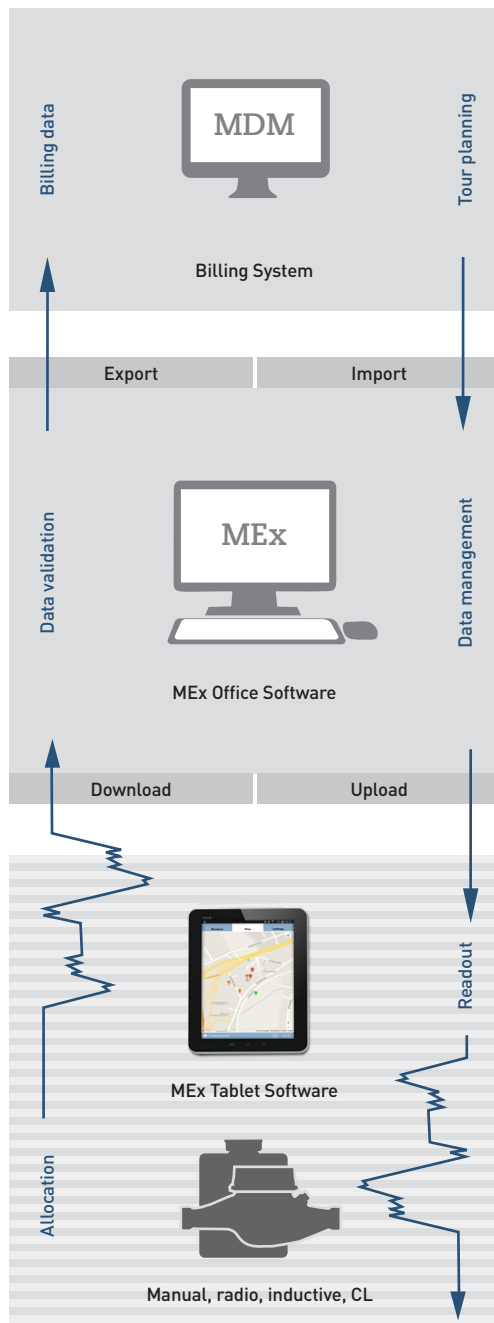 Billing data
MDM
Tour planning
Billing System
Export
Import
Data validation
MEx
Data management
MEx Office Software
Download
Upload
Readout
MEx Tablet Software
Allocation
Manual, radio, inductive, CL